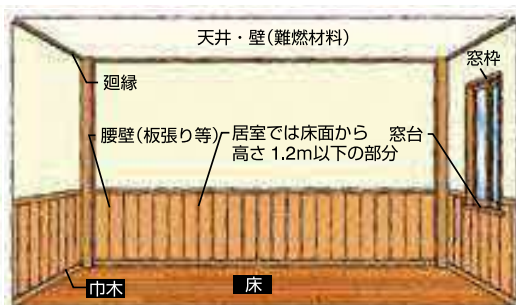 天井・壁(難燃材料)
窓枠
廻縁
腰壁(板張り等)
居室では床面から
高さ1.2m以下の部分
窓台
巾木
床